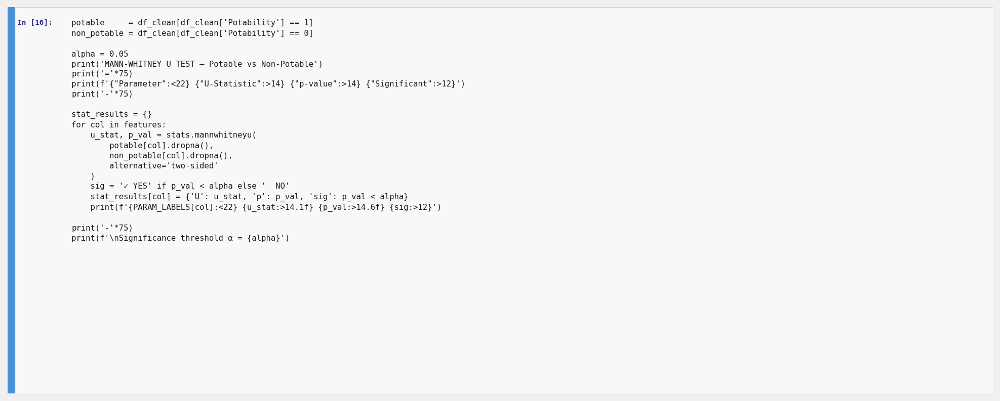 In [16]: potable     = df_clean[df_clean['Potability'] == 1]
non_potable = df_clean[df_clean['Potability'] == 0]

alpha = 0.05
print('MANN-WHITNEY U TEST — Potable vs Non-Potable')
print('='*75)
print(f'{"Parameter":<22} {"U-Statistic":>14} {"p-value":>14} {"Significant":>12}')
print('-'*75)

stat_results = {}
for col in features:
    u_stat, p_val = stats.mannwhitneyu(
        potable[col].dropna(),
        non_potable[col].dropna(),
        alternative='two-sided'
    )
    sig = '✓ YES' if p_val < alpha else '  NO'
    stat_results[col] = {'U': u_stat, 'p': p_val, 'sig': p_val < alpha}
    print(f'{PARAM_LABELS[col]:<22} {u_stat:>14.1f} {p_val:>14.6f} {sig:>12}')

print('-'*75)
print(f'\nSignificance threshold α = {alpha}')